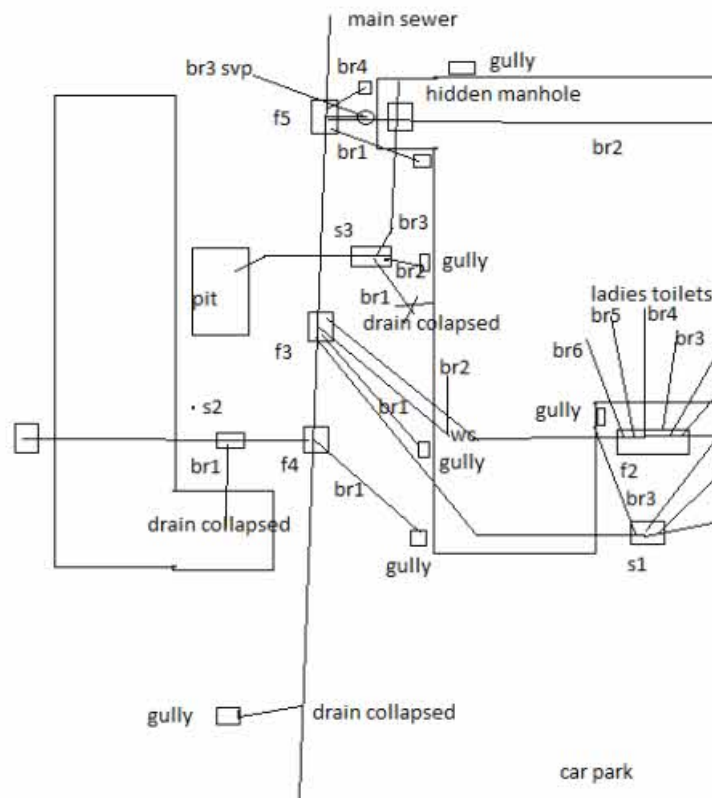 main sewer
br3 svp
br4
gully
hidden manhole
f5
br1
br2
s3
br3
br2
gully
pit
br1
drain colapsed
ladies toilets
br5
br4
br6
br3
f3
br2
s2
br1
gully
wc
gully
br1
f4
br1
f2
br3
drain collapsed
gully
s1
gully
drain collapsed
car park